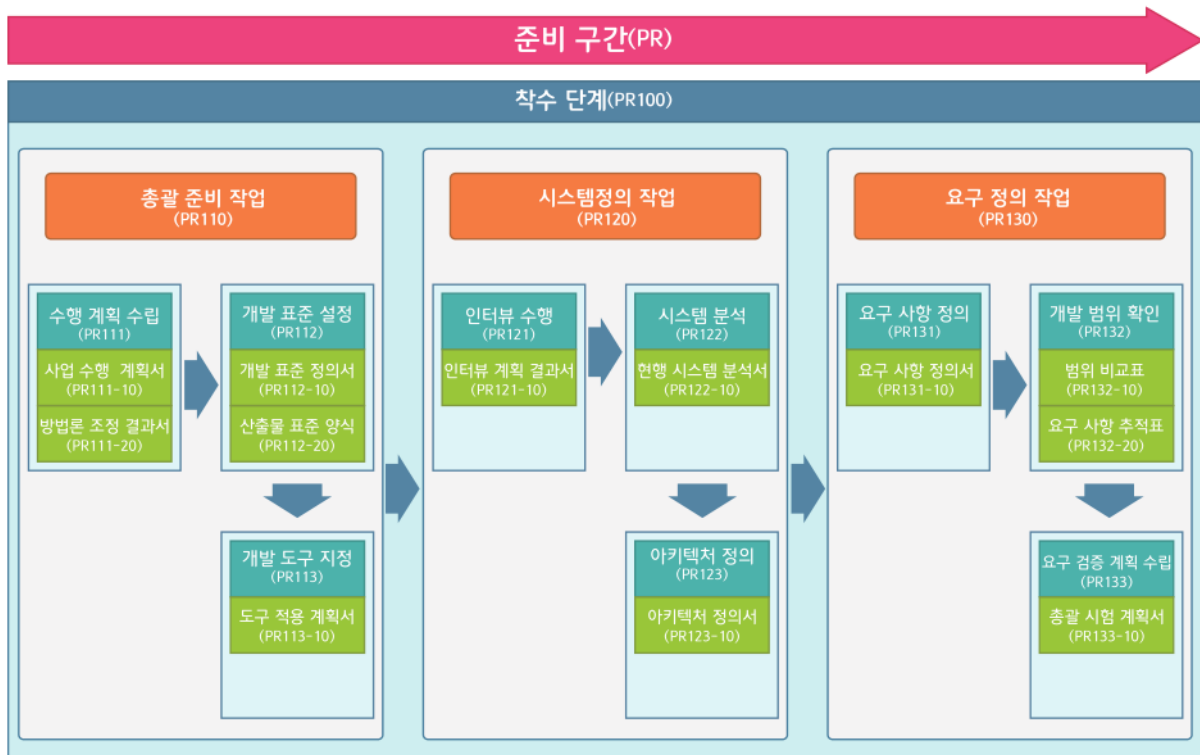 준비 구간(PR)
착수 단계(PR100)
총괄 준비 작업
(PR110)
수행 계획 수립
(PR111)
사업 수행 계획서
(PR111-10)
방법론 조정 결과서
(PR111-20)
개발 표준 설정
(PR112)
개발 표준 정의서
(PR112-10)
산출물 표준 양식
(PR112-20)
개발 도구 지정
(PR113)
도구 적용 계획서
(PR113-10)
시스템정의 작업
(PR120)
인터뷰 수행
(PR121)
인터뷰 계획 결과서
(PR121-10)
시스템 분석
(PR122)
현행 시스템 분석서
(PR122-10)
아키텍처 정의
(PR123)
아키텍처 정의서
(PR123-10)
요구 정의 작업
(PR130)
요구 사항 정의
(PR131)
요구 사항 정의서
(PR131-10)
개발 범위 확인
(PR132)
범위 비교표
(PR132-10)
요구 사항 추적표
(PR132-20)
요구 검증 계획 수립
(PR133)
총괄 시험 계획서
(PR133-10)